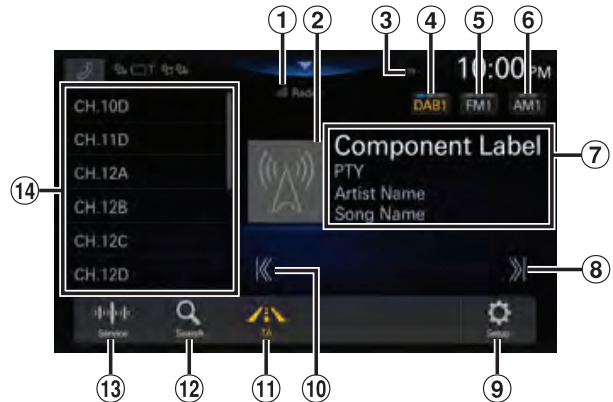 1 2 3 4 5 6
10:00 PM
Radio
DAB1 FM1 AM1
CH.10D
CH.11D
CH.12A
CH.12B
CH.12C
CH.12D
Component Label
PTY
Artist Name
Song Name
7
14
8
Service Search TA Setup
13 12 11 10 9